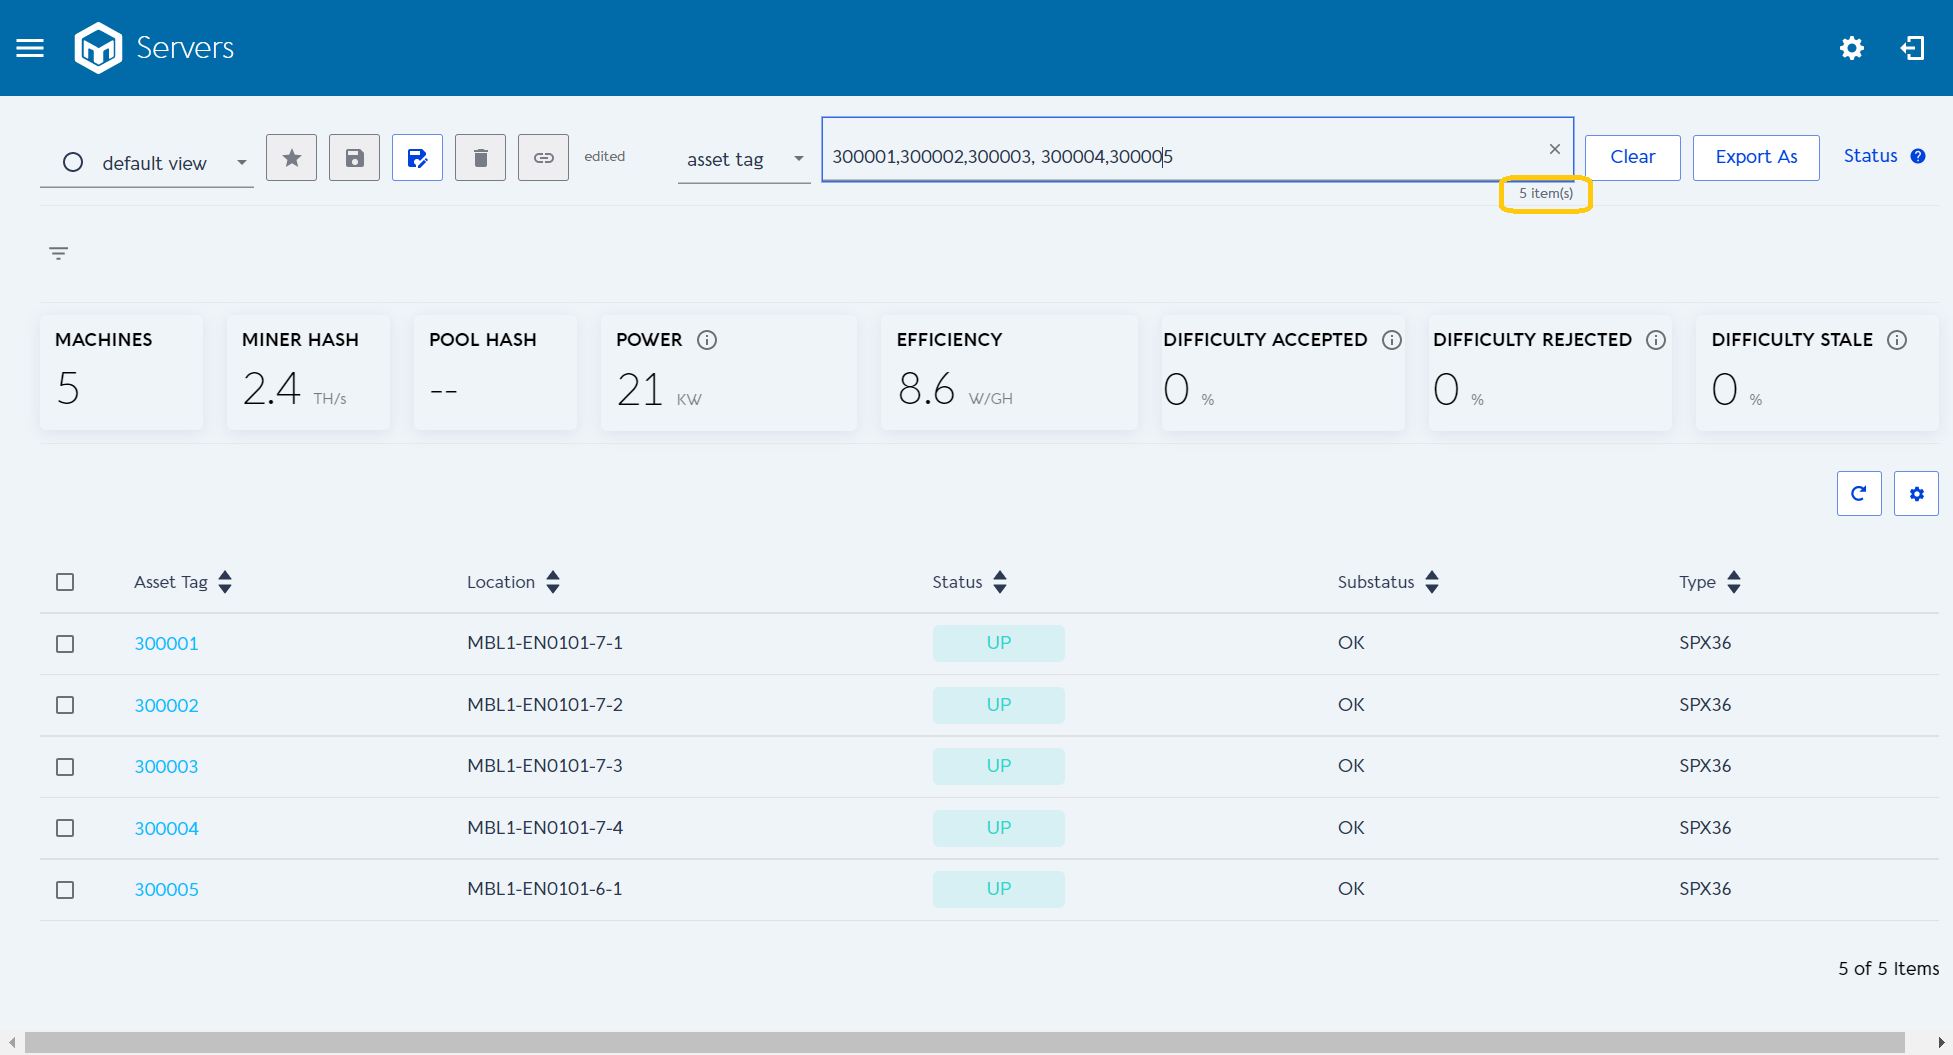 Servers
default view
edited
asset tag
300001,300002,300003, 300004,300005
Clear
Export As
Status
5 item(s)
MACHINES
5
MINER HASH
2.4 TH/s
POOL HASH
--
POWER
21 KW
EFFICIENCY
8.6 W/GH
DIFFICULTY ACCEPTED
0 %
DIFFICULTY REJECTED
0 %
DIFFICULTY STALE
0 %
Asset Tag Location Status Substatus Type
300001 MBL1-EN0101-7-1 UP OK SPX36
300002 MBL1-EN0101-7-2 UP OK SPX36
300003 MBL1-EN0101-7-3 UP OK SPX36
300004 MBL1-EN0101-7-4 UP OK SPX36
300005 MBL1-EN0101-6-1 UP OK SPX36
5 of 5 Items